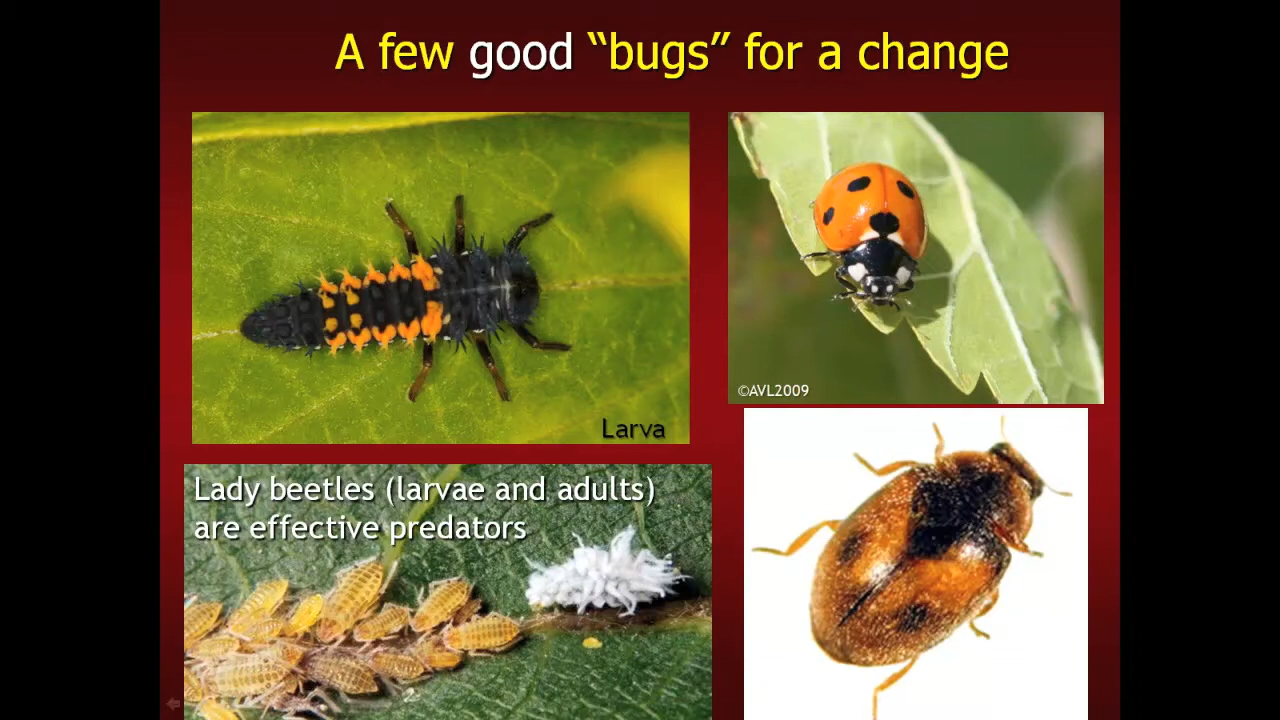 A few good “bugs” for a change
©AVL2009
Larva
Lady beetles (larvae and adults)
are effective predators